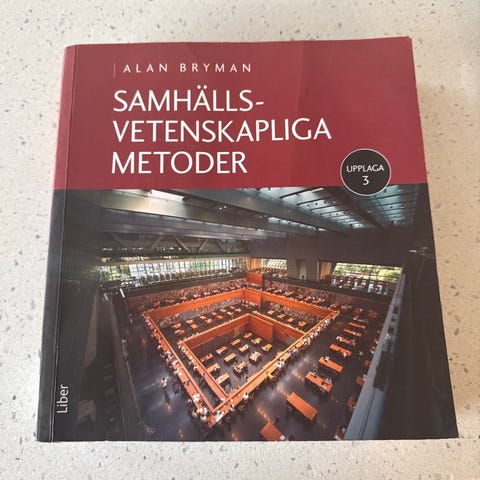 ALAN BRYMAN
SAMHÄLLS-
VETENSKAPLIGA
METODER
UPPLAGA
3
Liber